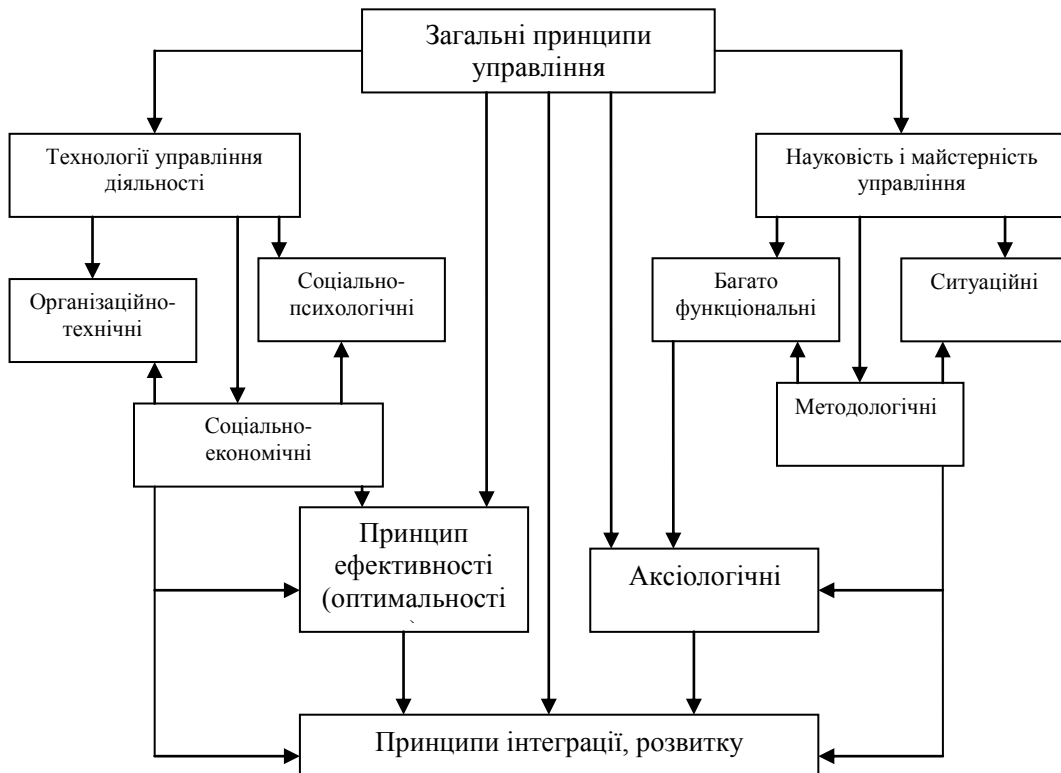 Загальні принципи
управління
Технології управління
діяльності
Науковість і майстерність
управління
Організаційно-
технічні
Соціально-
психологічні
Багато
функціональні
Ситуаційні
Соціально-
економічні
Методологічні
Принцип
ефективності
(оптимальності
)
Аксіологічні
Принципи інтеграції, розвитку